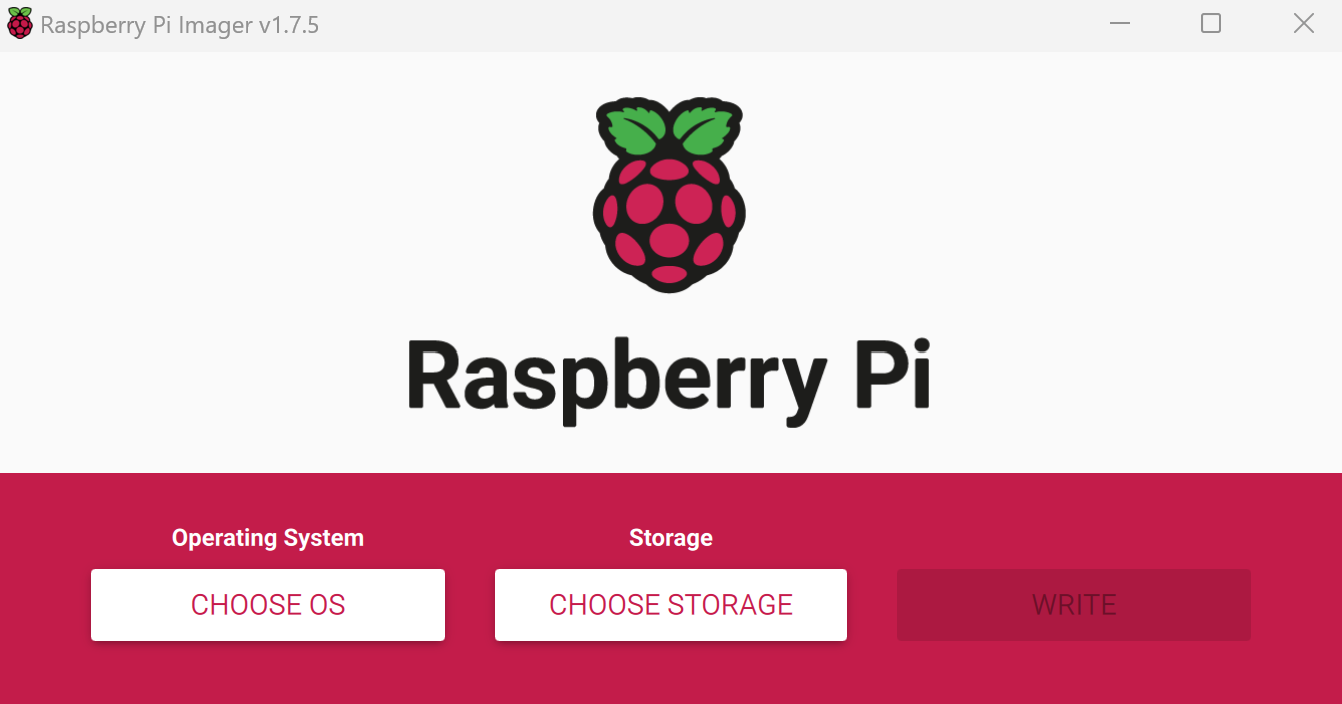 Raspberry Pi Imager v1.7.5
Raspberry Pi
Operating System
Storage
CHOOSE OS
CHOOSE STORAGE
WRITE